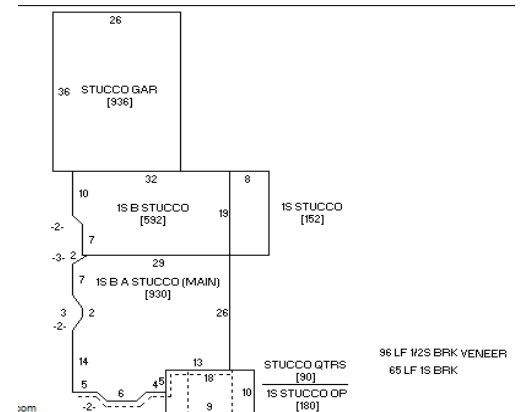 26
36 STUCCO GAR
[936]
32 8
10
1S B STUCCO
[592]
19
1S STUCCO
[152]
-2-
7
-3- 2
29
7 1S B A STUCCO (MAIN)
[930]
3 2
-2-
26
14
13
5 6 4 5
-2-
18
9
10
STUCCO QTRS
[90]
1S STUCCO OP
[180]
96 LF 1/2S BRK VENEER
65 LF 1S BRK
com